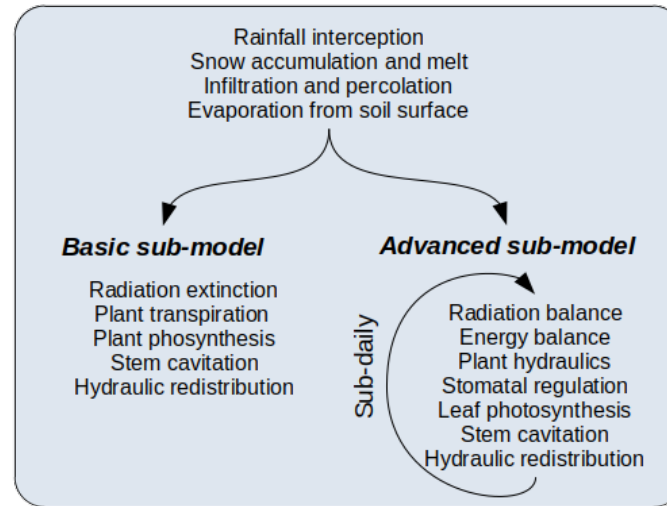 Rainfall interception
Snow accumulation and melt
Infiltration and percolation
Evaporation from soil surface
Basic sub-model
Radiation extinction
Plant transpiration
Plant phosynthesis
Stem cavitation
Hydraulic redistribution
Advanced sub-model
Sub-daily
Radiation balance
Energy balance
Plant hydraulics
Stomatal regulation
Leaf photosynthesis
Stem cavitation
Hydraulic redistribution